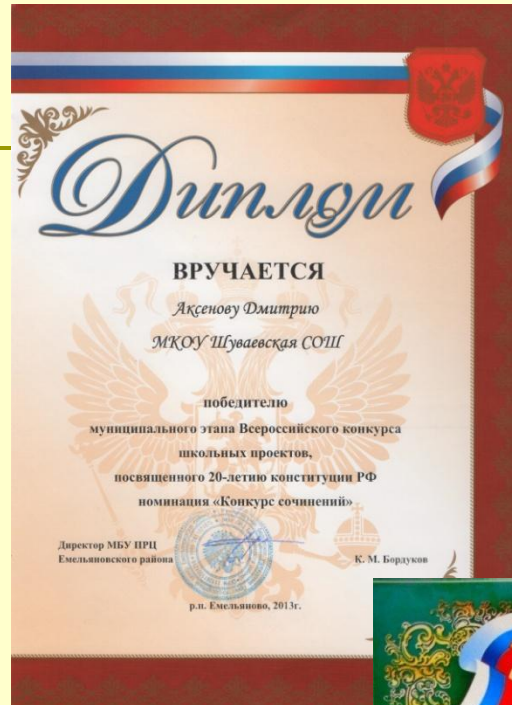 Диплом
ВРУЧАЕТСЯ
Аксенову Дмитрию
МКОУ Шуваевская СОШ
победителю
муниципального этапа Всероссийского конкурса
школьных проектов,
посвященного 20-летию конституции РФ
номинация «Конкурс сочинений»
Директор МБУ ПРЦ
Емельяновского района
К. М. Бордуков
р.п. Емельяново, 2013г.